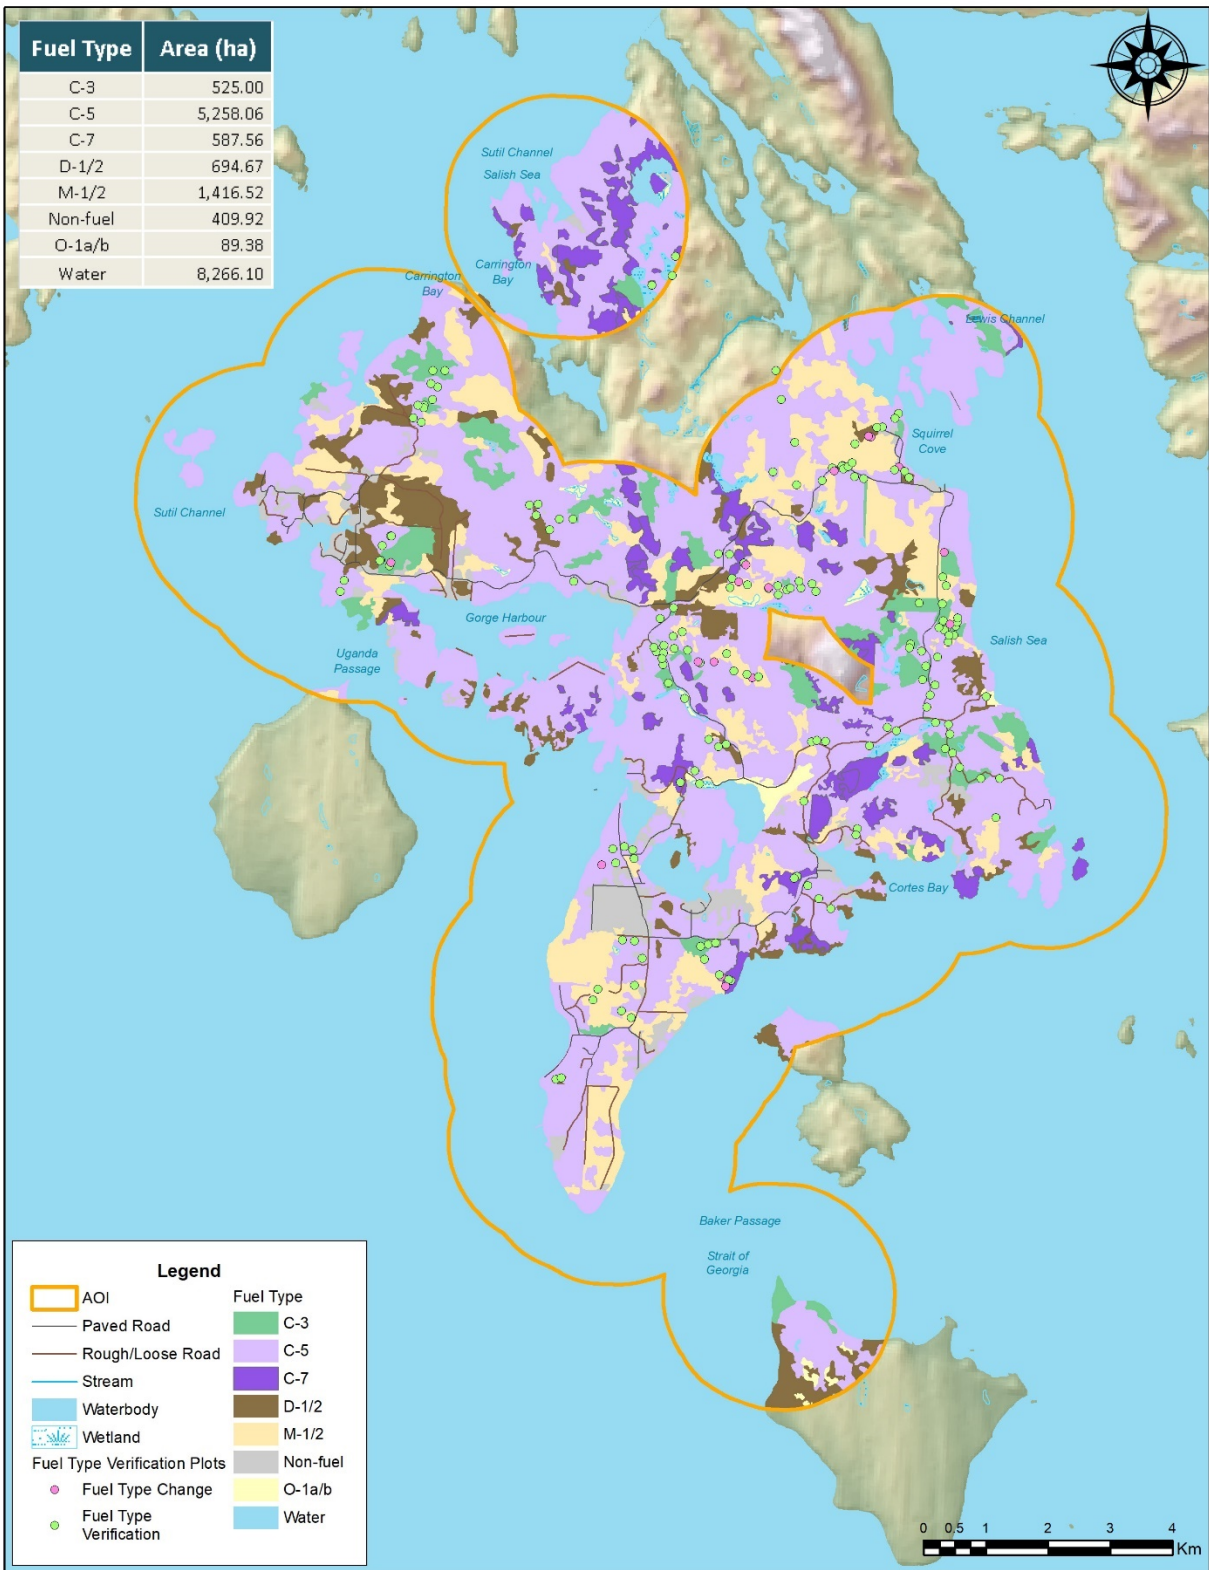 Fuel Type Area (ha)
C-3 525.00
C-5 5,258.06
C-7 587.56
D-1/2 694.67
M-1/2 1,416.52
Non-fuel 409.92
O-1a/b 89.38
Water 8,266.10
Sutil Channel
Salish Sea
Carrington
Bay
Carrington
Bay
Lewis Channel
Squirrel
Cove
Sutil Channel
Gorge Harbour
Uganda
Passage
Salish Sea
Cortes Bay
Baker Passage
Strait of
Georgia
Legend
AOI
Paved Road
Rough/Loose Road
Stream
Waterbody
Wetland
Fuel Type Verification Plots
Fuel Type Change
Fuel Type
Verification
Fuel Type
C-3
C-5
C-7
D-1/2
M-1/2
Non-fuel
O-1a/b
Water
0 0.5 1 2 3 4
Km